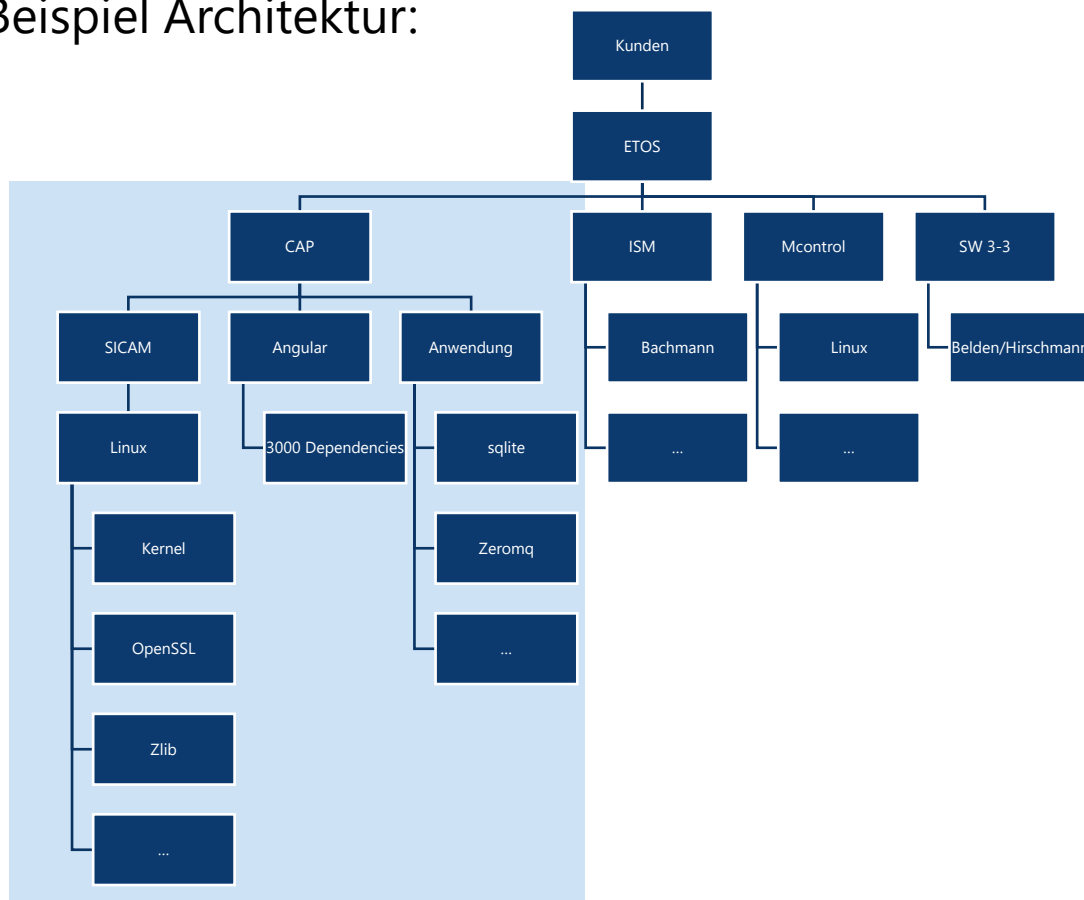 Beispiel Architektur:
Kunden
ETOS
CAP
ISM
Mcontrol
SW 3-3
SICAM
Angular
Anwendung
Bachmann
Linux
Belden/Hirschmann
Linux
3000 Dependencies
sqlite
...
...
Kernel
Zeromq
OpenSSL
...
Zlib
...